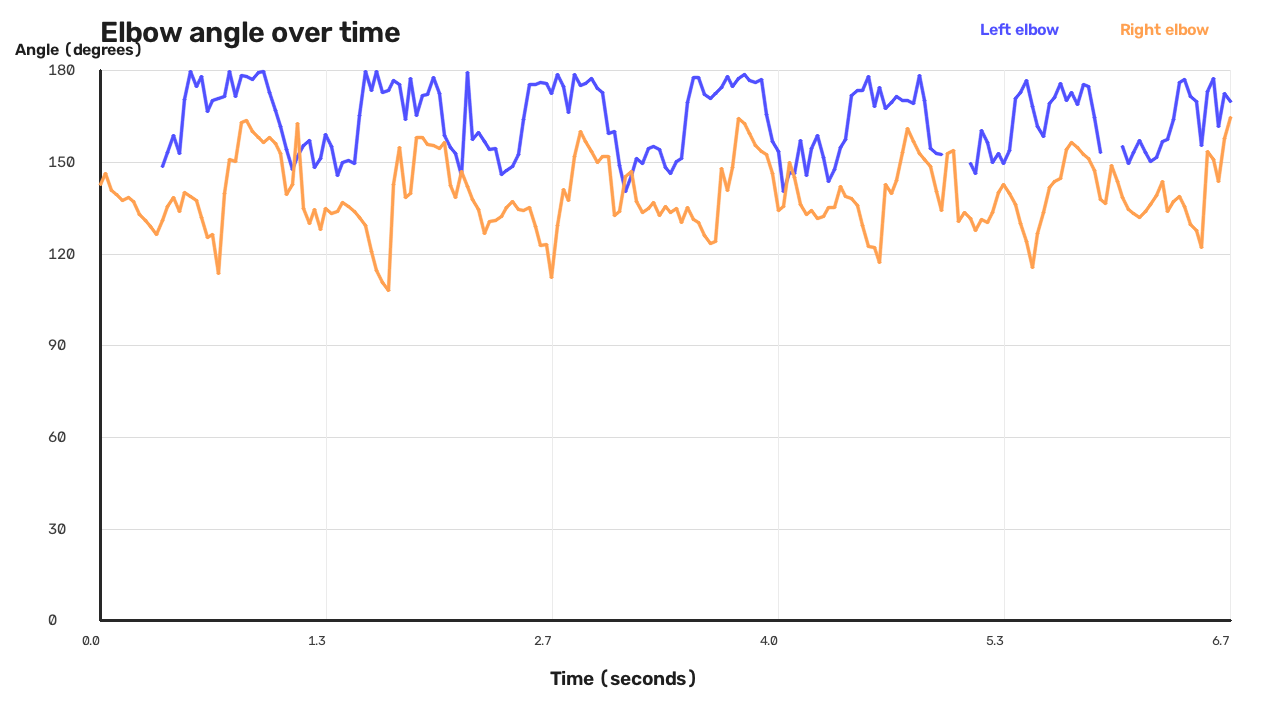 Elbow angle over time
Left elbow
Right elbow
Angle (degrees)
180
150
120
90
60
30
0
0.0
1.3
2.7
4.0
5.3
6.7
Time (seconds)